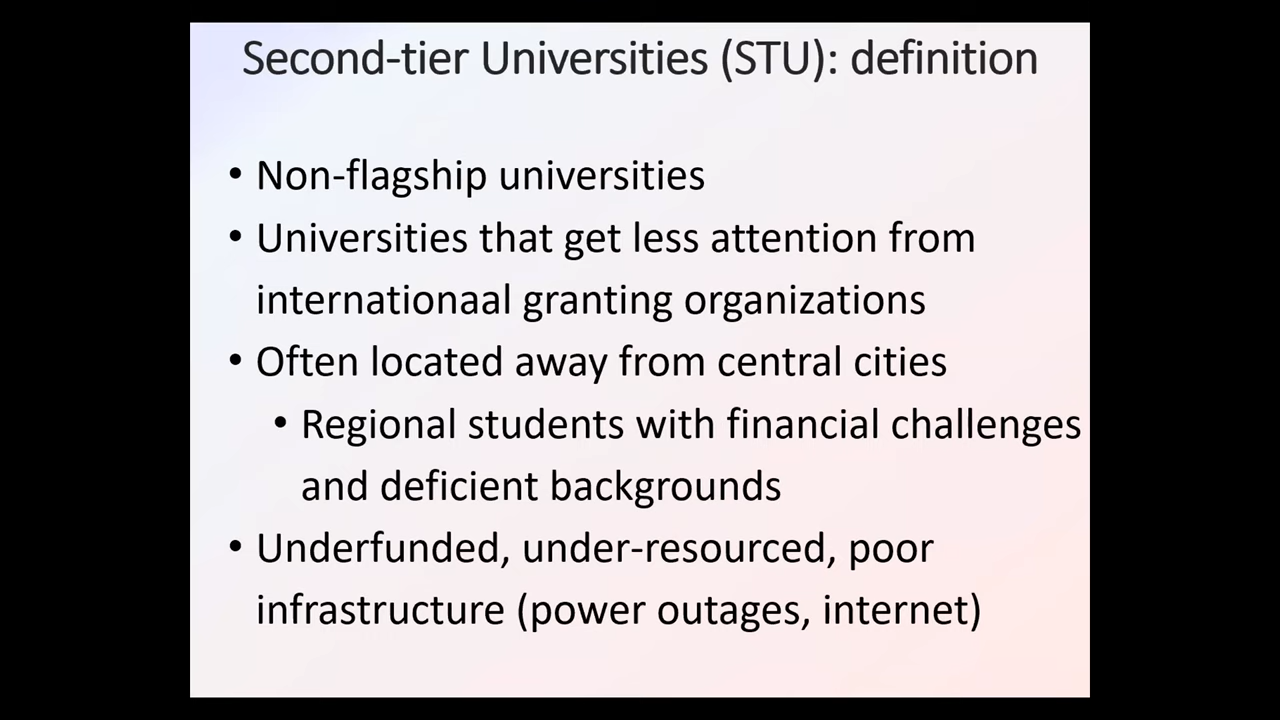 Second-tier Universities (STU): definition
• Non-flagship universities
• Universities that get less attention from
internationaal granting organizations
• Often located away from central cities
• Regional students with financial challenges
and deficient backgrounds
• Underfunded, under-resourced, poor
infrastructure (power outages, internet)